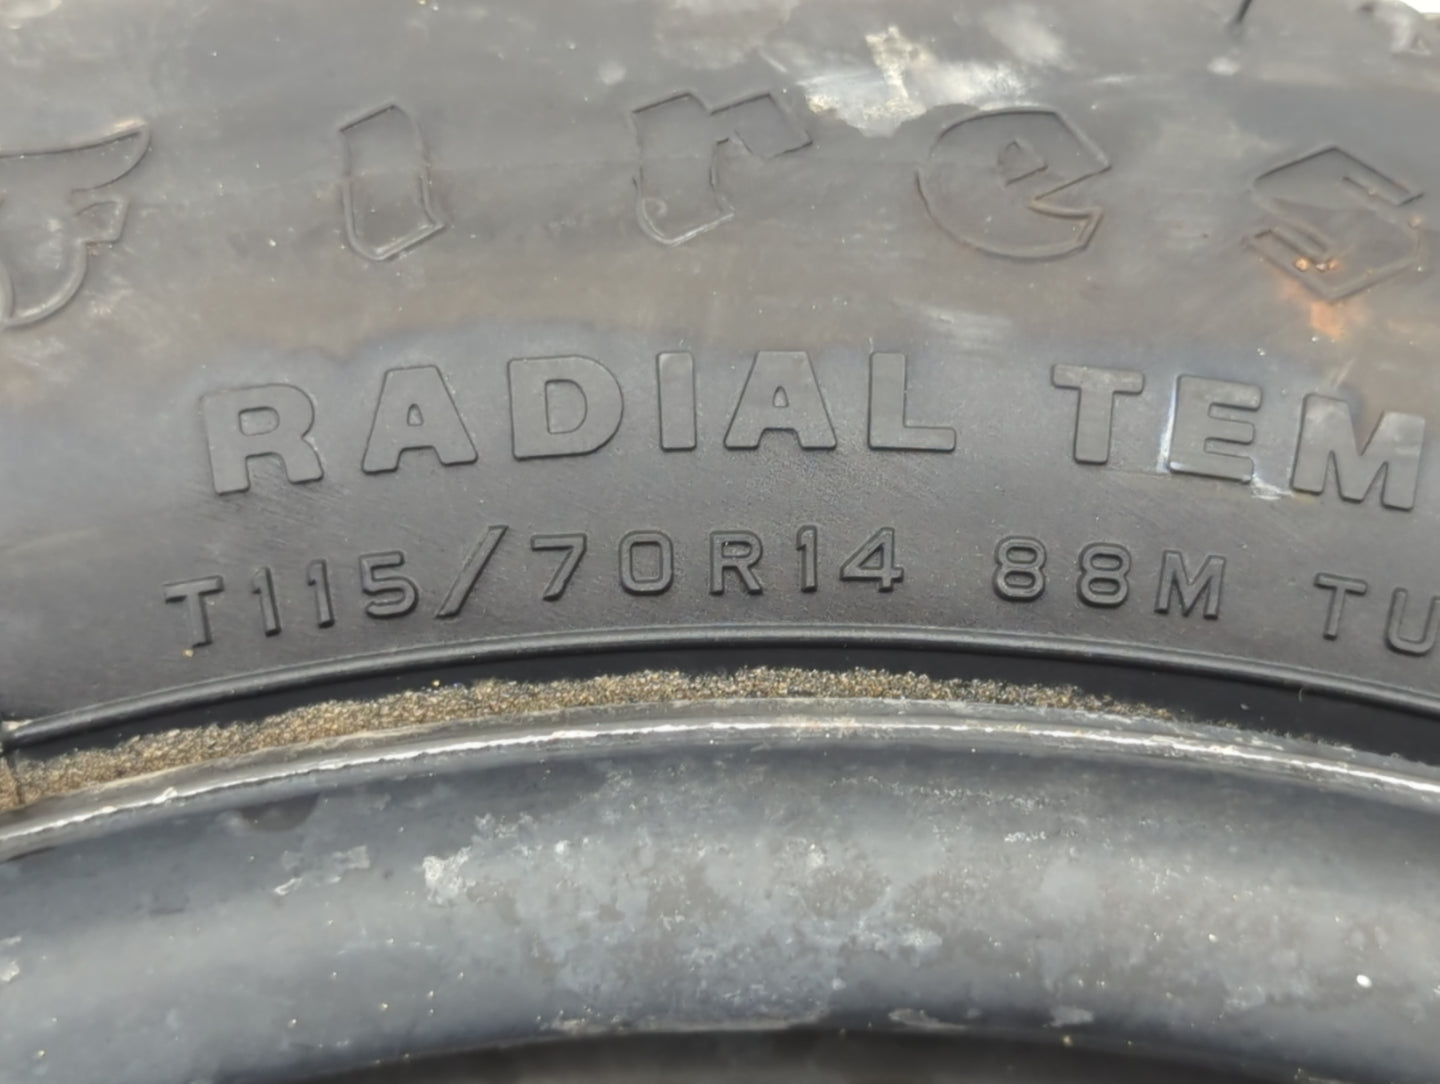 Fires
RADIAL TEM
T115/70R14 88M TU